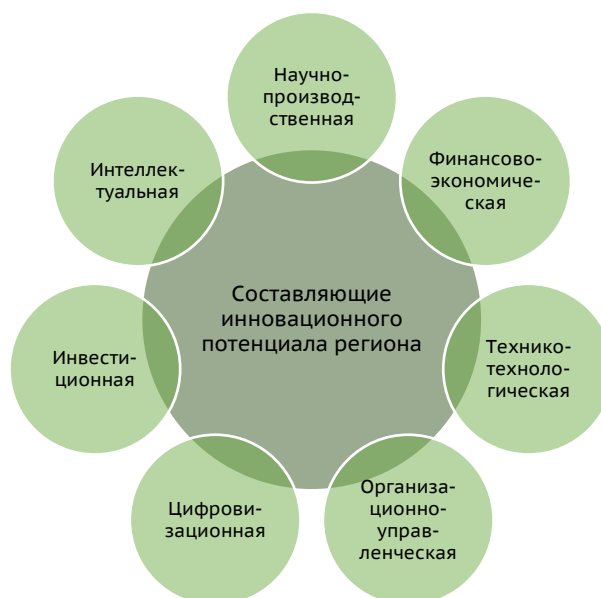 Научно-
производ-
ственная
Финансово-
экономиче-
ская
Технико-
техноло-
гическая
Организа-
ционно-
управ-
ленческая
Цифрови-
зационная
Инвести-
ционная
Интеллек-
туальная
Составляющие
инновационного
потенциала региона